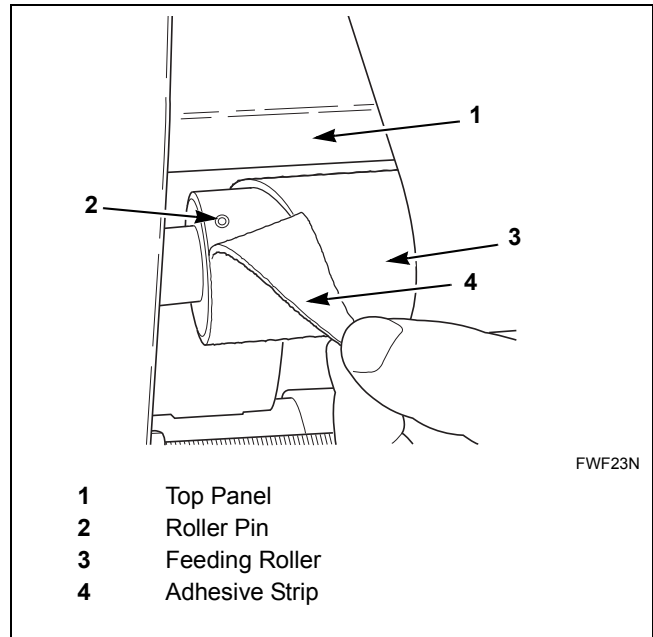 1
2
3
4
FWF23N
1 Top Panel
2 Roller Pin
3 Feeding Roller
4 Adhesive Strip